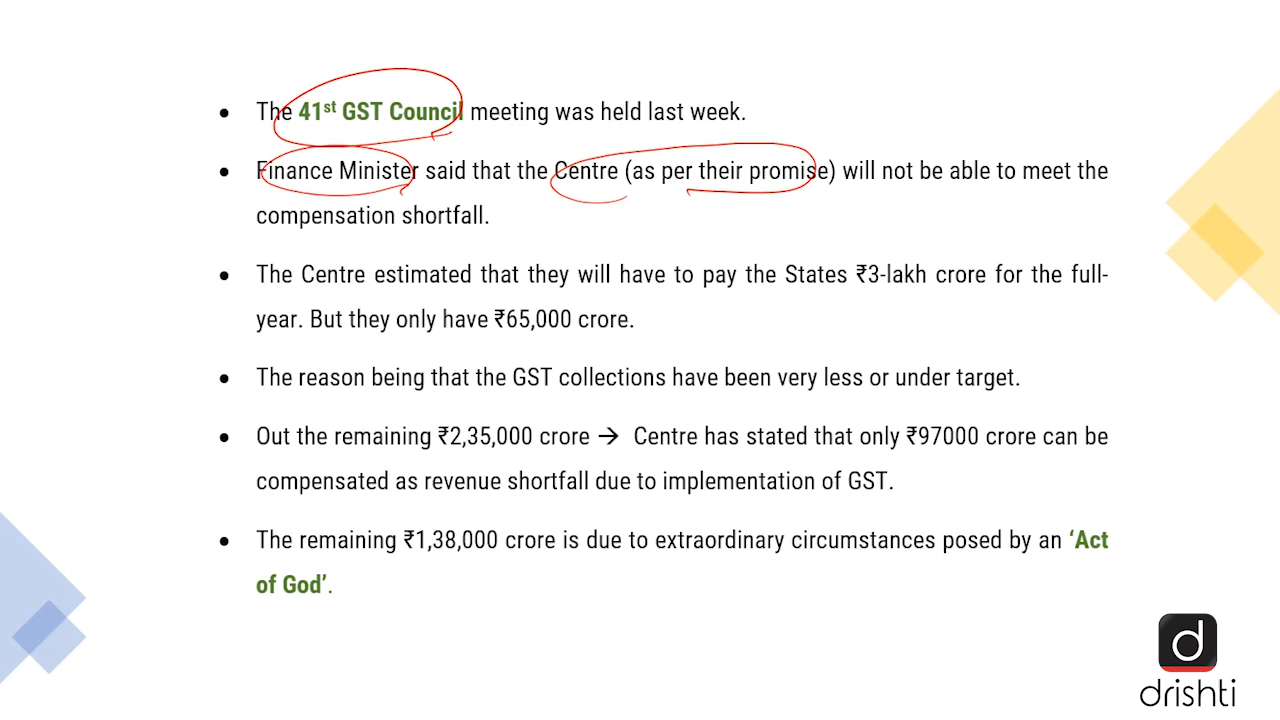 • The 41st GST Council meeting was held last week.
• Finance Minister said that the Centre (as per their promise) will not be able to meet the
compensation shortfall.
• The Centre estimated that they will have to pay the States ₹3-lakh crore for the full-
year. But they only have ₹65,000 crore.
• The reason being that the GST collections have been very less or under target.
• Out the remaining ₹2,35,000 crore → Centre has stated that only ₹97000 crore can be
compensated as revenue shortfall due to implementation of GST.
• The remaining ₹1,38,000 crore is due to extraordinary circumstances posed by an ‘Act
of God’.
d
drishti